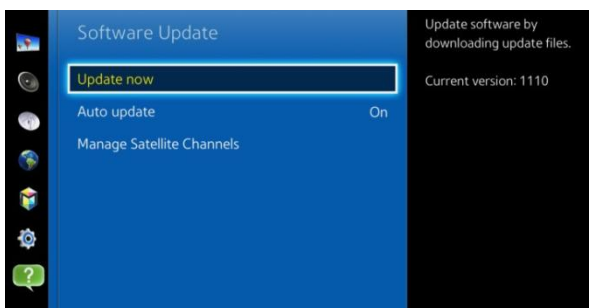 Software Update
Update now
Auto update On
Manage Satellite Channels
Update software by
downloading update files.
Current version: 1110
?